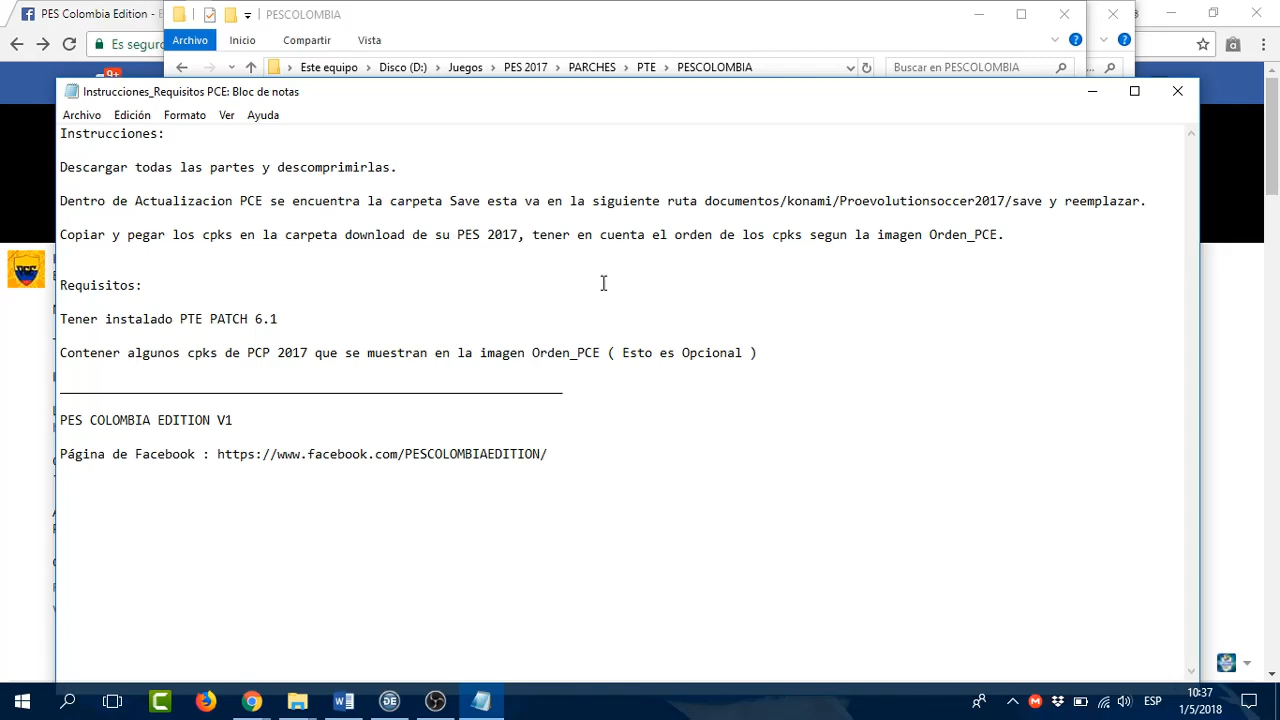 PES Colombia Edition - E
PESCOLOMBIA
Es seguro
Archivo
Inicio
Compartir
Vista
Este equipo
Disco (D:)
Juegos
PES 2017
PARCHES
PTE
PESCOLOMBIA
Buscar en PESCOLOMBIA
9+
Instrucciones_Requisitos PCE: Bloc de notas
Archivo Edición Formato Ver Ayuda
Instrucciones:
Descargar todas las partes y descomprimirlas.
Dentro de Actualizacion PCE se encuentra la carpeta Save esta va en la siguiente ruta documentos/konami/Proevolutionsoccer2017/save y reemplazar.
Copiar y pegar los cpks en la carpeta download de su PES 2017, tener en cuenta el orden de los cpks segun la imagen Orden_PCE.
Requisitos:
Tener instalado PTE PATCH 6.1
Contener algunos cpks de PCP 2017 que se muestran en la imagen Orden_PCE ( Esto es Opcional )
___________________________________________________________________
PES COLOMBIA EDITION V1
Página de Facebook : https://www.facebook.com/PESCOLOMBIAEDITION/
PCE
ESP
10:37
1/5/2018